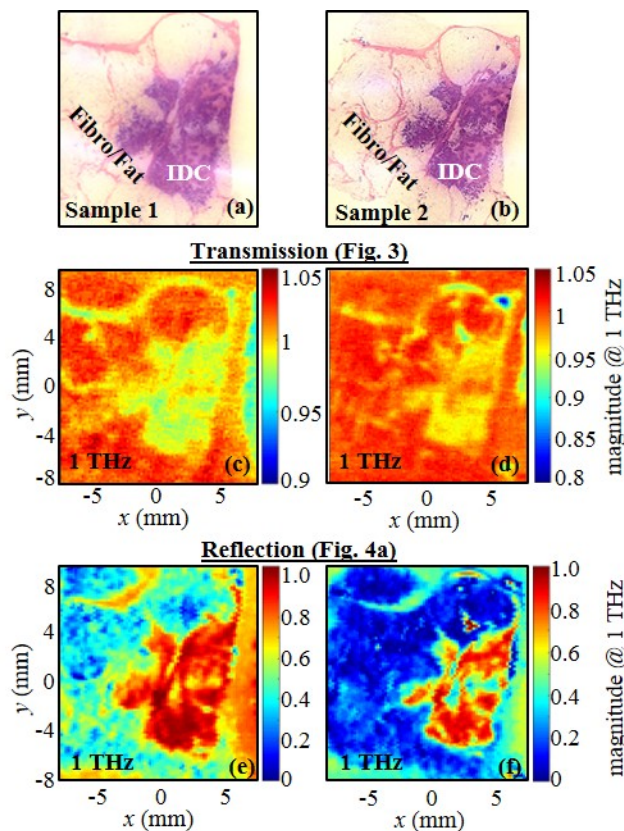 Fibro/Fat
IDC
Sample 1
(a)
Fibro/Fat
IDC
Sample 2
(b)
Transmission (Fig. 3)
8
4
0
-4
-8
y (mm)
1 THz
(c)
1.05
1
0.95
0.9
-5 0 5
x (mm)
1 THz
(d)
1.05
1
0.95
0.9
0.85
0.8
magnitude @ 1 THz
-5 0 5
x (mm)
Reflection (Fig. 4a)
8
4
0
-4
-8
y (mm)
1 THz
(e)
1.0
0.8
0.6
0.4
0.2
0
-5 0 5
x (mm)
1 THz
(f)
1.0
0.8
0.6
0.4
0.2
0
magnitude @ 1 THz
-5 0 5
x (mm)